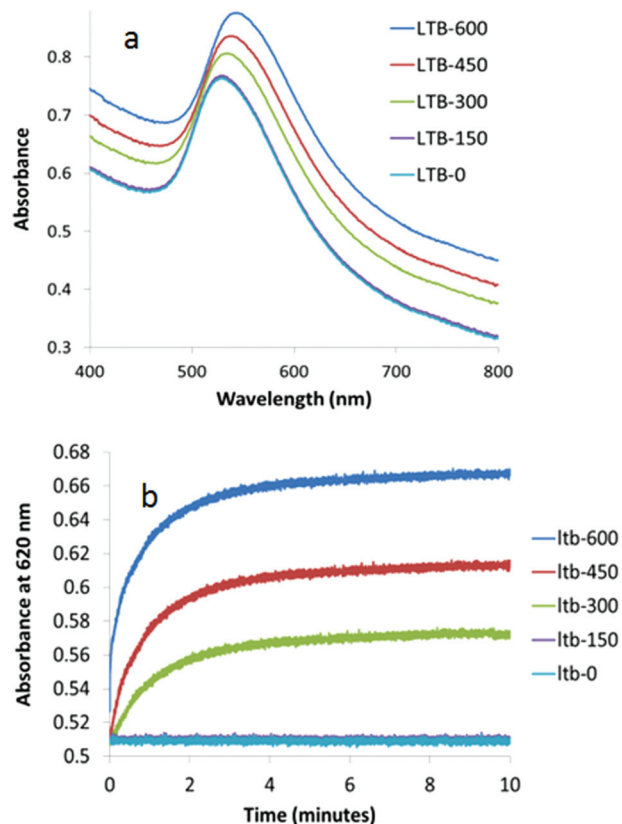 a
LTB-600
LTB-450
LTB-300
LTB-150
LTB-0
Absorbance
0.8
0.7
0.6
0.5
0.4
0.3
400 500 600 700 800
Wavelength (nm)
b
ltb-600
ltb-450
ltb-300
ltb-150
ltb-0
Absorbance at 620 nm
0.68
0.66
0.64
0.62
0.6
0.58
0.56
0.54
0.52
0.5
0 2 4 6 8 10
Time (minutes)